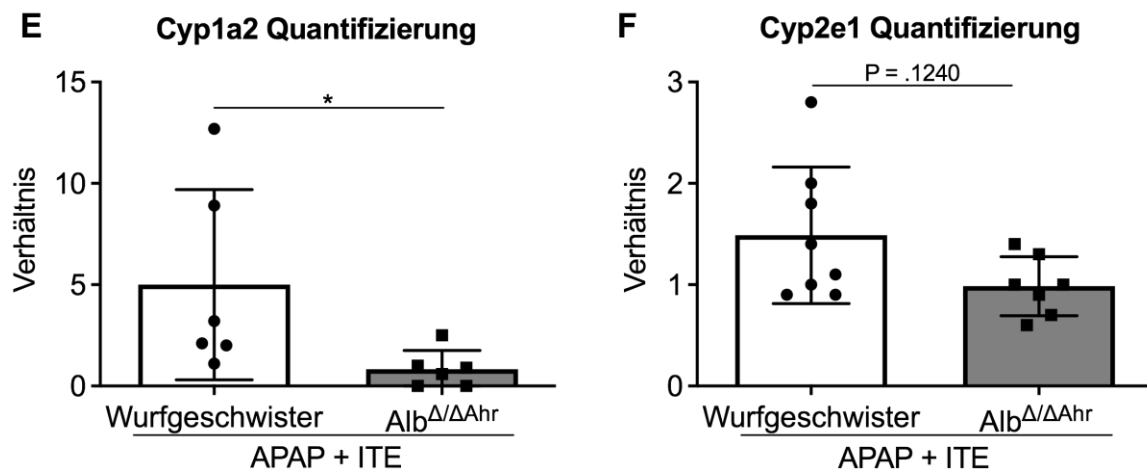 E
Cyp1a2 Quantifizierung
15
10
5
0
Verhältnis
*
Wurfgeschwister
Alb^Δ/ΔAhr
APAP + ITE
F
Cyp2e1 Quantifizierung
3
2
1
0
Verhältnis
P = .1240
Wurfgeschwister
Alb^Δ/ΔAhr
APAP + ITE